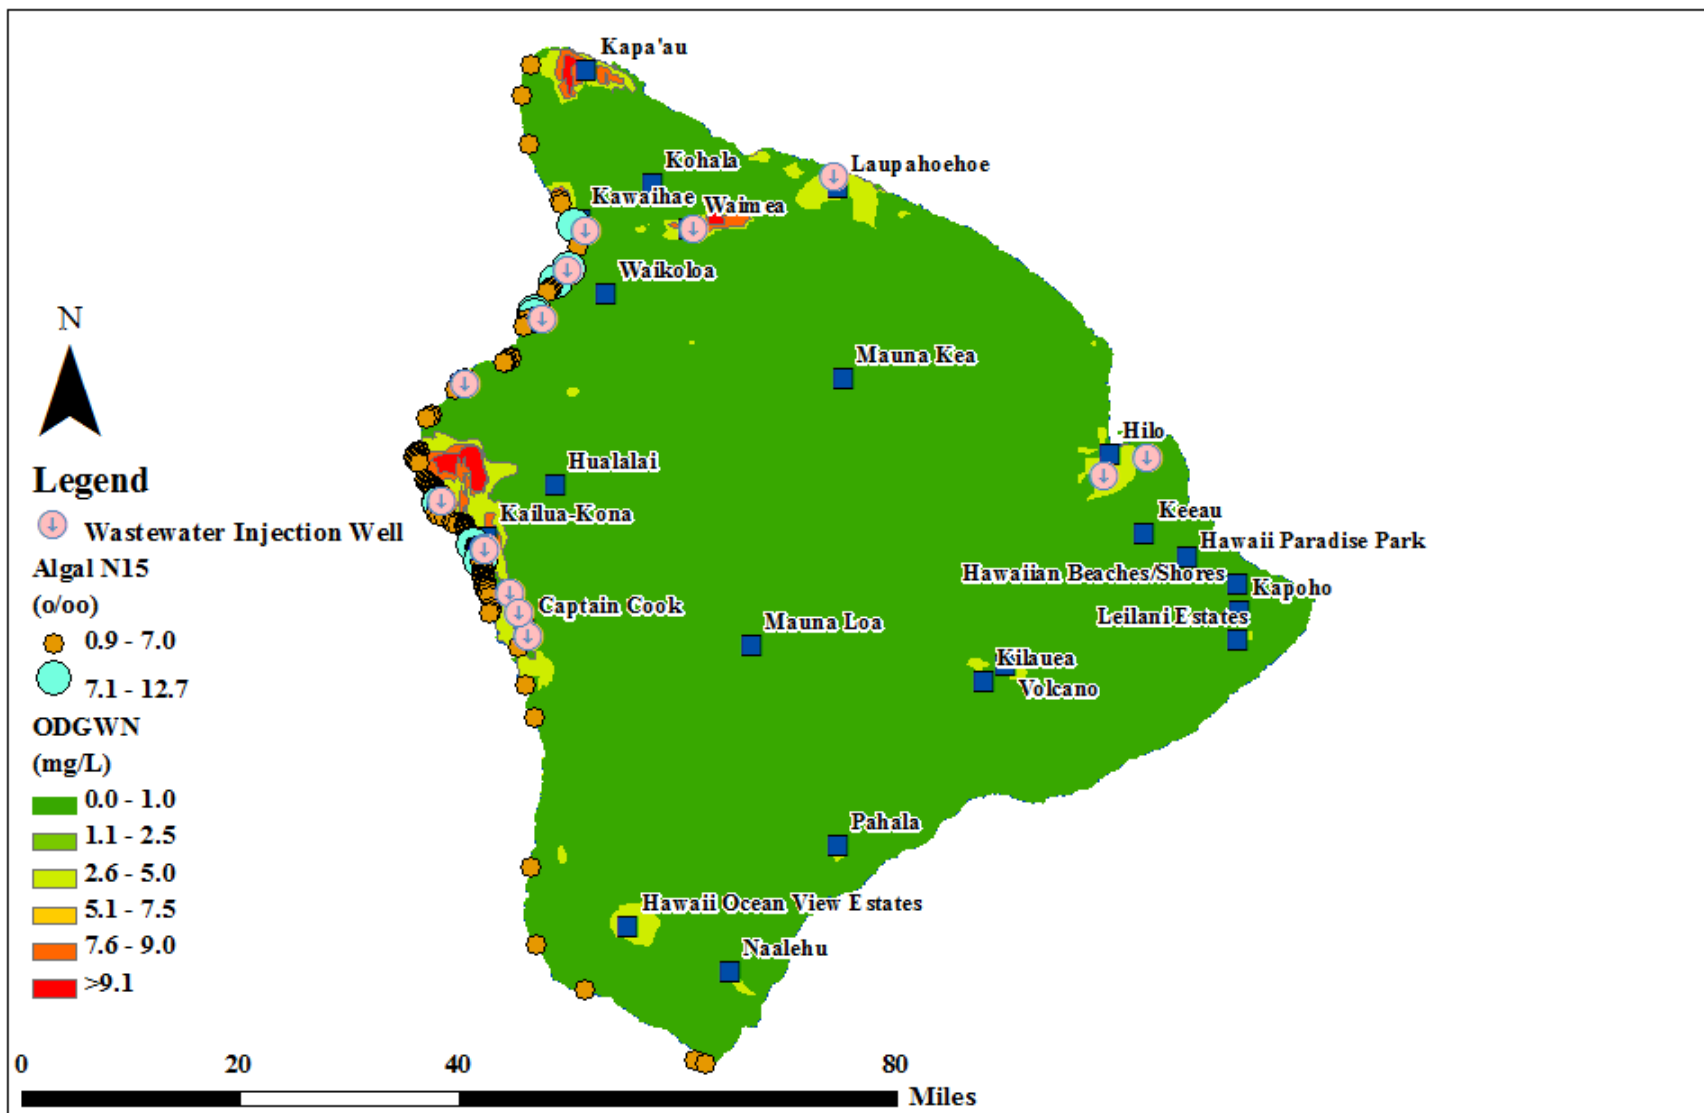 Kapa'au
Kohala
Laupahoehoe
Kawaihae
Waimea
Waikoloa
N
Mauna Kea
Hilo
Hualalai
Legend
Kailua-Kona
Wastewater Injection Well
Keeau
Hawaii Paradise Park
Algal N15
(o/oo)
Hawaiian Beaches/Shores
Kapoho
Captain Cook
Leilani Estates
Mauna Loa
0.9 - 7.0
Kilauea
7.1 - 12.7
Volcano
ODGWN
(mg/L)
0.0 - 1.0
Pahala
1.1 - 2.5
2.6 - 5.0
Hawaii Ocean View Estates
5.1 - 7.5
7.6 - 9.0
Naalehu
>9.1
0 20 40 80
Miles